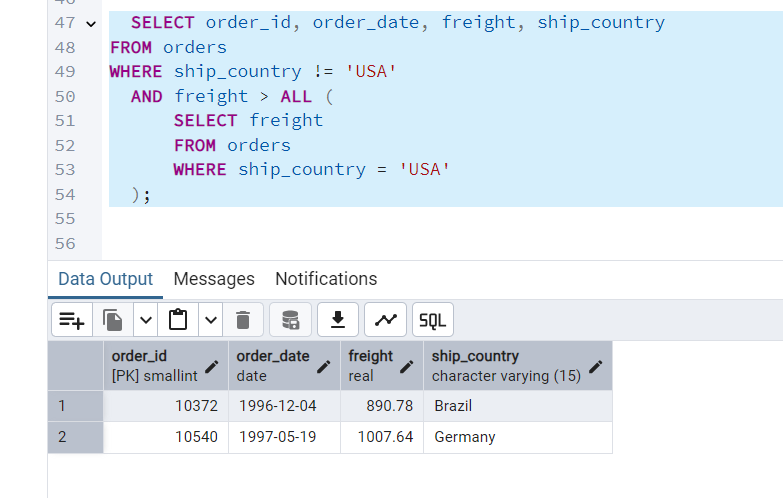 47 SELECT order_id, order_date, freight, ship_country
48 FROM orders
49 WHERE ship_country != 'USA'
50 AND freight > ALL (
51 SELECT freight
52 FROM orders
53 WHERE ship_country = 'USA'
54 );
55
56
Data Output Messages Notifications
SQL
order_id order_date freight ship_country
[PK] smallint date real character varying (15)
1 10372 1996-12-04 890.78 Brazil
2 10540 1997-05-19 1007.64 Germany